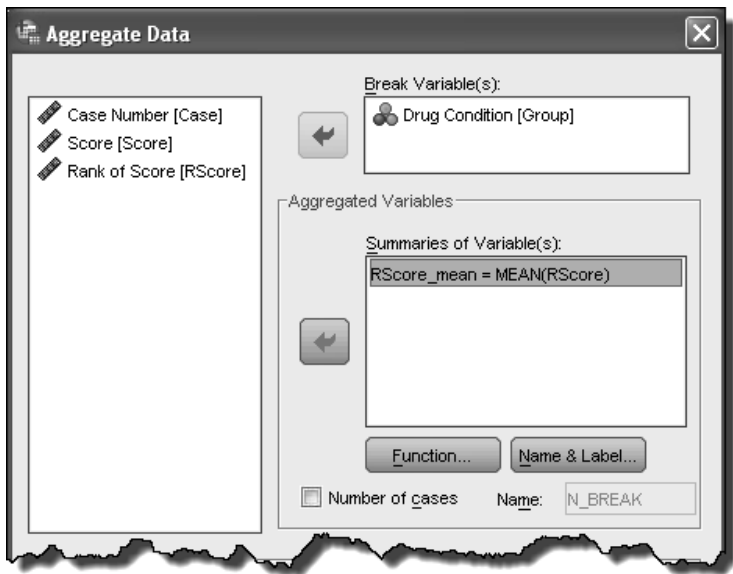 Aggregate Data
Break Variable(s):
Case Number [Case]
Score [Score]
Rank of Score [RScore]
Drug Condition [Group]
Aggregated Variables
Summaries of Variable(s):
RScore_mean = MEAN(RScore)
Function...
Name & Label...
Number of cases
Name:
N_BREAK